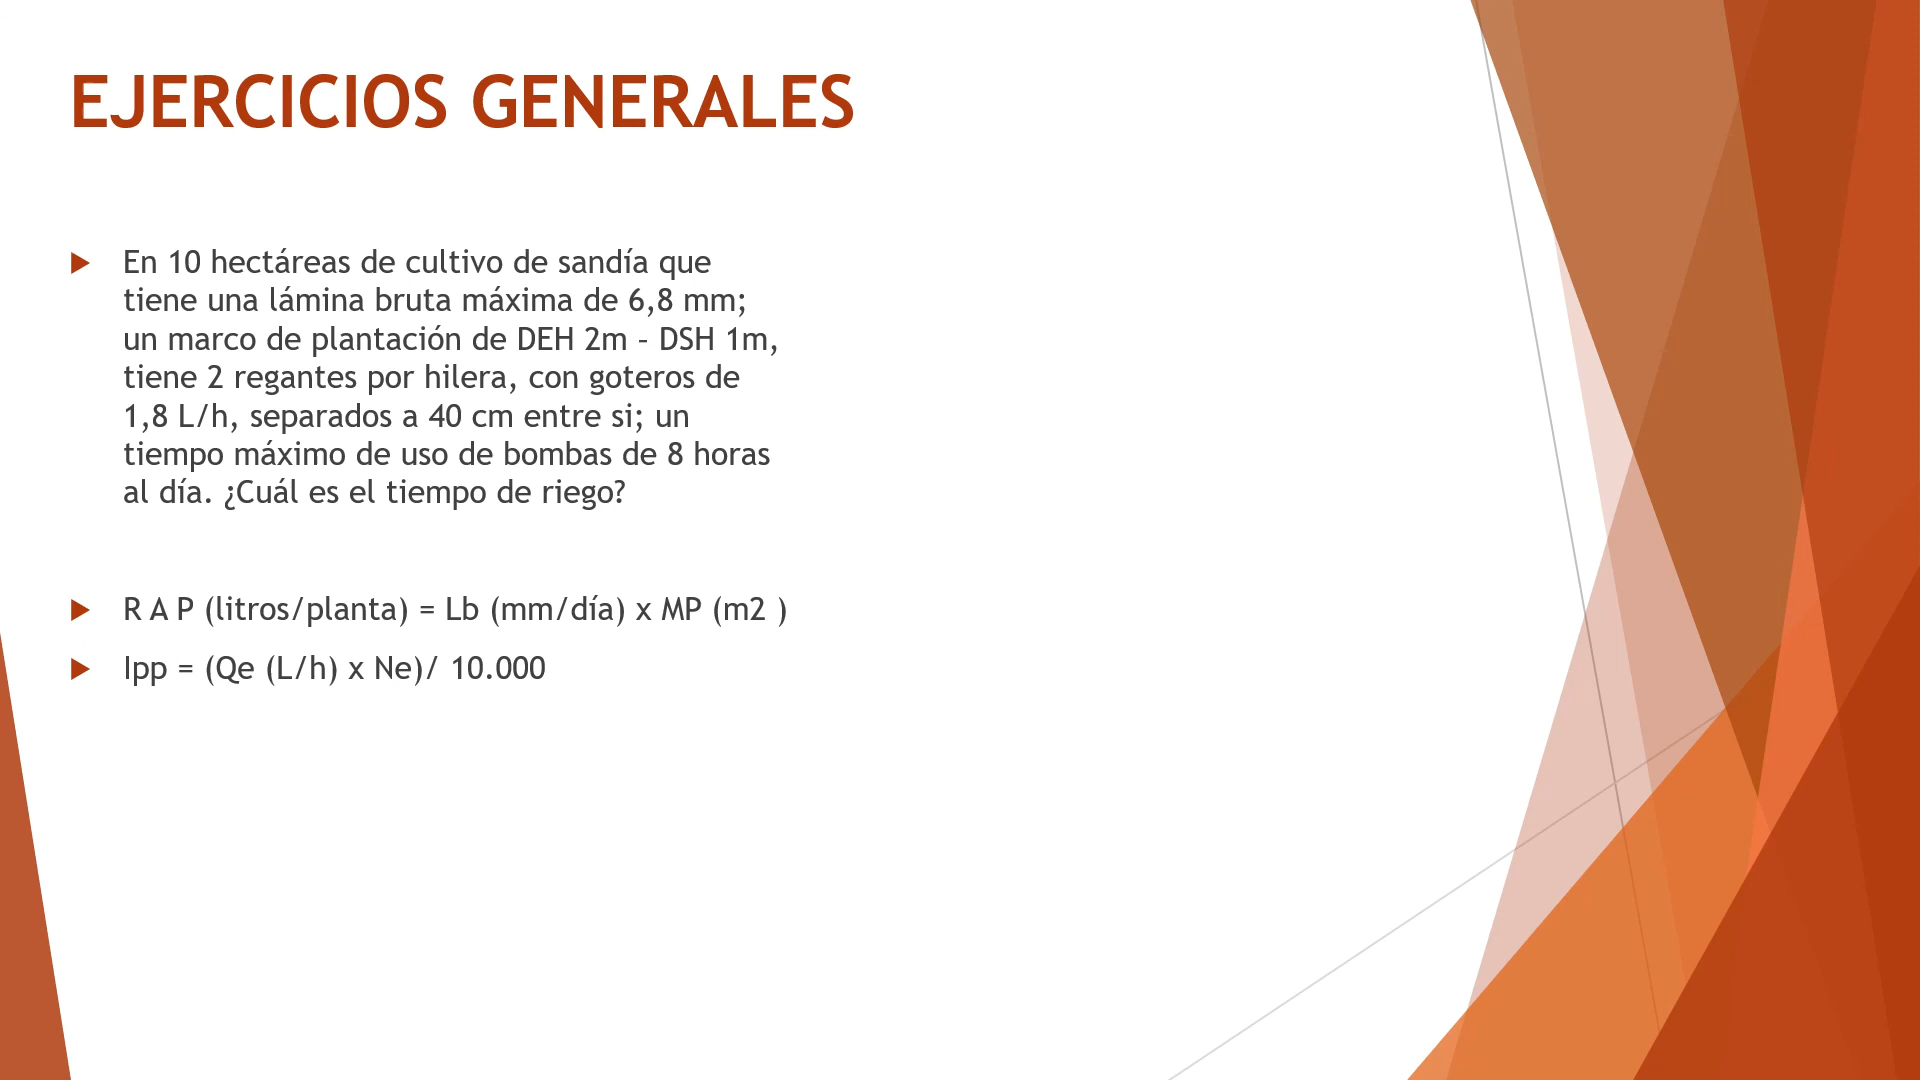 EJERCICIOS GENERALES
En 10 hectáreas de cultivo de sandía que
tiene una lámina bruta máxima de 6,8 mm;
un marco de plantación de DEH 2m – DSH 1m,
tiene 2 regantes por hilera, con goteros de
1,8 L/h, separados a 40 cm entre si; un
tiempo máximo de uso de bombas de 8 horas
al día. ¿Cuál es el tiempo de riego?
R A P (litros/planta) = Lb (mm/día) x MP (m2 )
Ipp = (Qe (L/h) x Ne)/ 10.000